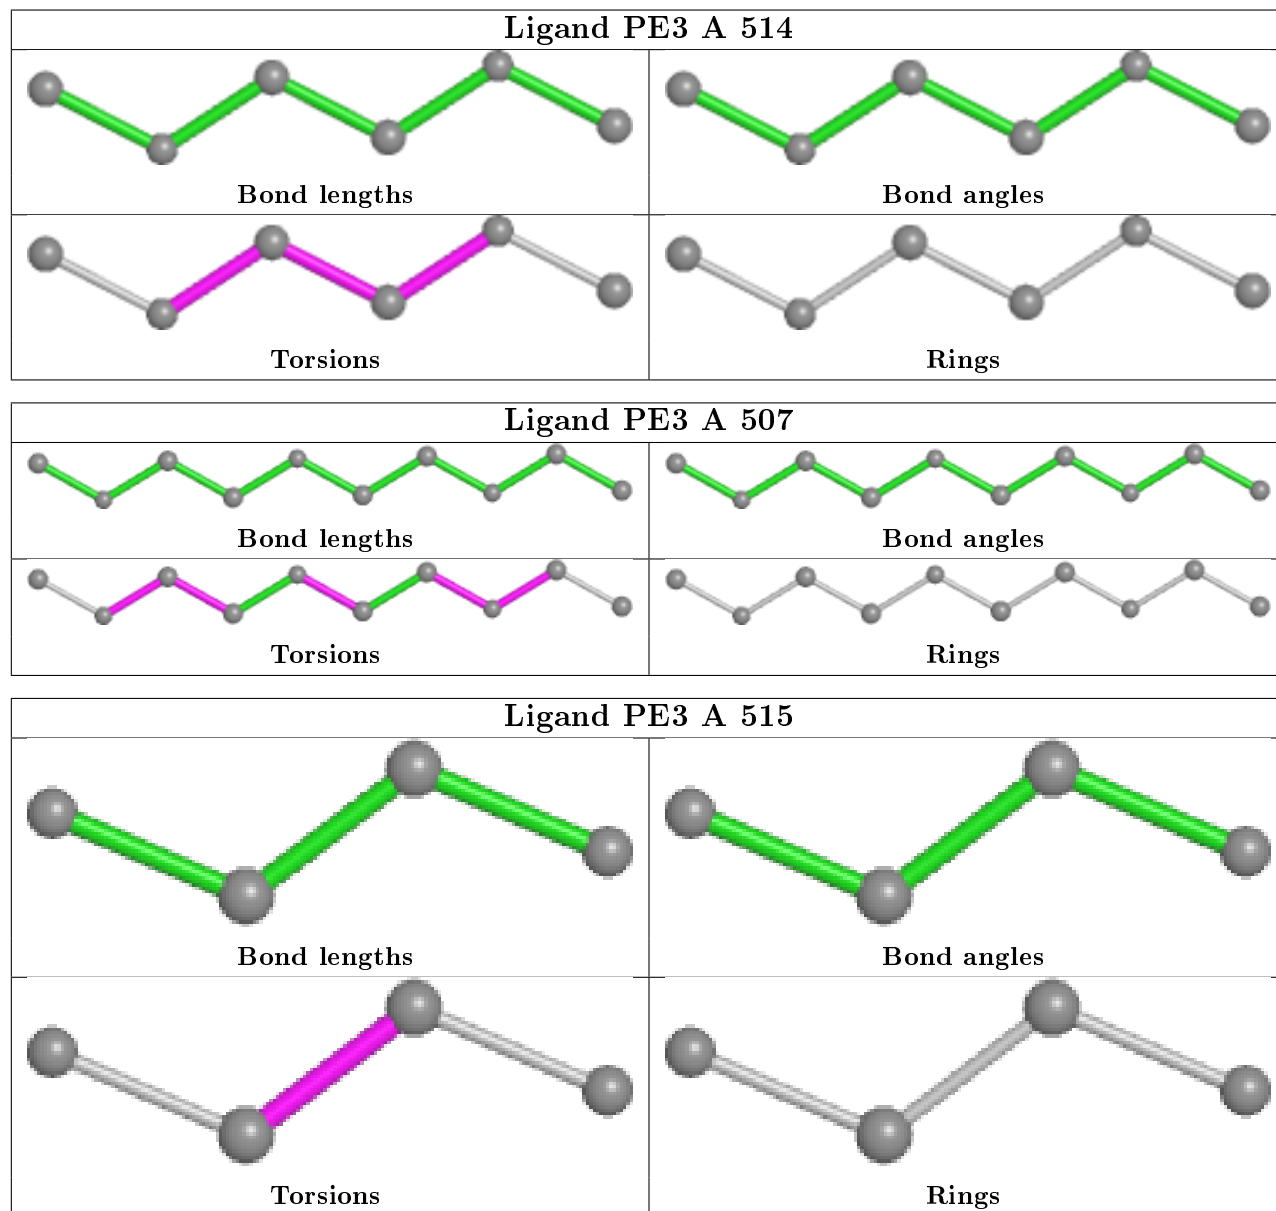 Ligand PE3 A 514
Bond lengths Bond angles
Torsions Rings
Ligand PE3 A 507
Bond lengths Bond angles
Torsions Rings
Ligand PE3 A 515
Bond lengths Bond angles
Torsions Rings